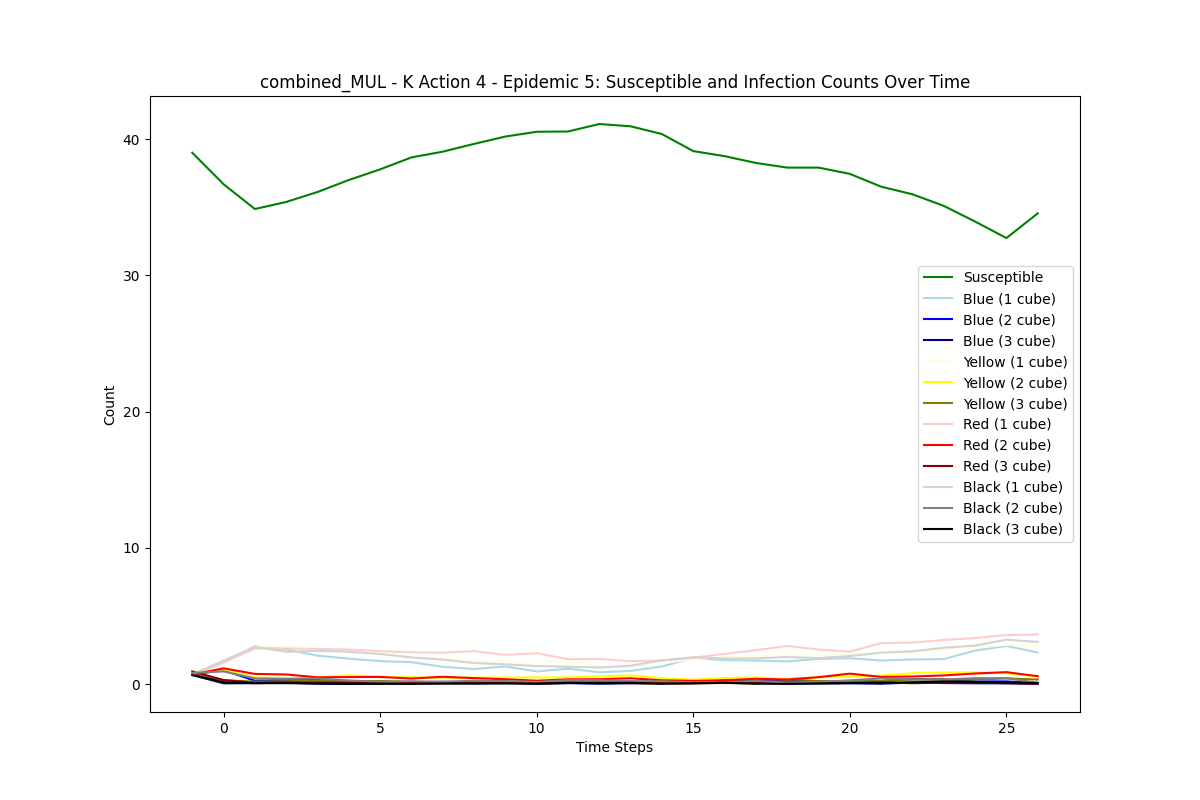 combined_MUL - K Action 4 - Epidemic 5: Susceptible and Infection Counts Over Time
40
30
20
10
0
Count
0
5
10
15
20
25
Time Steps
Susceptible
Blue (1 cube)
Blue (2 cube)
Blue (3 cube)
Yellow (1 cube)
Yellow (2 cube)
Yellow (3 cube)
Red (1 cube)
Red (2 cube)
Red (3 cube)
Black (1 cube)
Black (2 cube)
Black (3 cube)